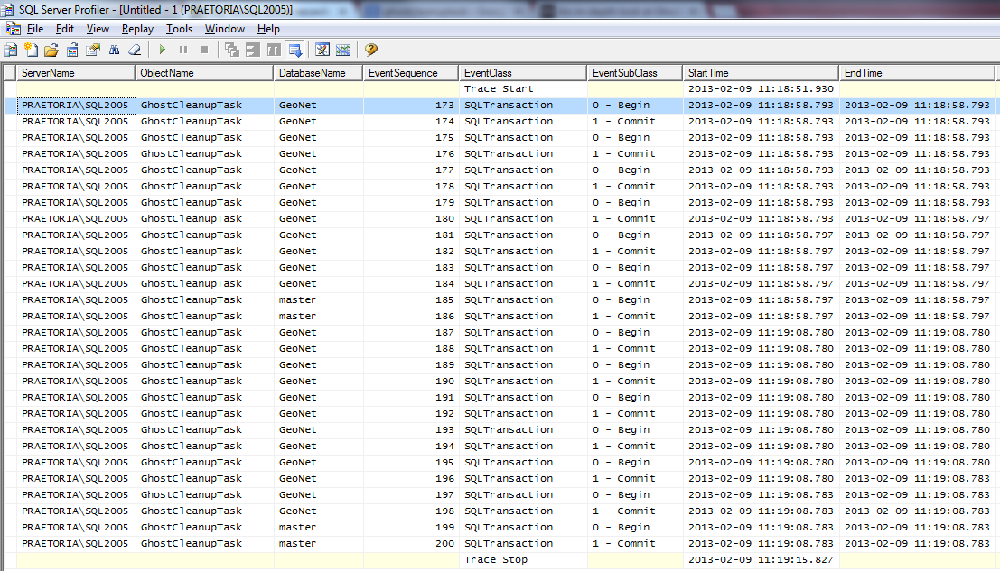 SQL Server Profiler - [Untitled - 1 (PRAETORIA\SQL2005)]
File Edit View Replay Tools Window Help
ServerName ObjectName DatabaseName EventSequence EventClass EventSubClass StartTime EndTime
Trace Start 2013-02-09 11:18:51.930
PRAETORIA\SQL2005 GhostCleanupTask GeoNet 173 SQLTransaction 0 - Begin 2013-02-09 11:18:58.793 2013-02-09 11:18:58.793
PRAETORIA\SQL2005 GhostCleanupTask GeoNet 174 SQLTransaction 1 - Commit 2013-02-09 11:18:58.793 2013-02-09 11:18:58.793
PRAETORIA\SQL2005 GhostCleanupTask GeoNet 175 SQLTransaction 0 - Begin 2013-02-09 11:18:58.793 2013-02-09 11:18:58.793
PRAETORIA\SQL2005 GhostCleanupTask GeoNet 176 SQLTransaction 1 - Commit 2013-02-09 11:18:58.793 2013-02-09 11:18:58.793
PRAETORIA\SQL2005 GhostCleanupTask GeoNet 177 SQLTransaction 0 - Begin 2013-02-09 11:18:58.793 2013-02-09 11:18:58.793
PRAETORIA\SQL2005 GhostCleanupTask GeoNet 178 SQLTransaction 1 - Commit 2013-02-09 11:18:58.793 2013-02-09 11:18:58.793
PRAETORIA\SQL2005 GhostCleanupTask GeoNet 179 SQLTransaction 0 - Begin 2013-02-09 11:18:58.793 2013-02-09 11:18:58.793
PRAETORIA\SQL2005 GhostCleanupTask GeoNet 180 SQLTransaction 1 - Commit 2013-02-09 11:18:58.793 2013-02-09 11:18:58.797
PRAETORIA\SQL2005 GhostCleanupTask GeoNet 181 SQLTransaction 0 - Begin 2013-02-09 11:18:58.797 2013-02-09 11:18:58.797
PRAETORIA\SQL2005 GhostCleanupTask GeoNet 182 SQLTransaction 1 - Commit 2013-02-09 11:18:58.797 2013-02-09 11:18:58.797
PRAETORIA\SQL2005 GhostCleanupTask GeoNet 183 SQLTransaction 0 - Begin 2013-02-09 11:18:58.797 2013-02-09 11:18:58.797
PRAETORIA\SQL2005 GhostCleanupTask GeoNet 184 SQLTransaction 1 - Commit 2013-02-09 11:18:58.797 2013-02-09 11:18:58.797
PRAETORIA\SQL2005 GhostCleanupTask master 185 SQLTransaction 0 - Begin 2013-02-09 11:18:58.797 2013-02-09 11:18:58.797
PRAETORIA\SQL2005 GhostCleanupTask master 186 SQLTransaction 1 - Commit 2013-02-09 11:18:58.797 2013-02-09 11:18:58.797
PRAETORIA\SQL2005 GhostCleanupTask GeoNet 187 SQLTransaction 0 - Begin 2013-02-09 11:19:08.780 2013-02-09 11:19:08.780
PRAETORIA\SQL2005 GhostCleanupTask GeoNet 188 SQLTransaction 1 - Commit 2013-02-09 11:19:08.780 2013-02-09 11:19:08.780
PRAETORIA\SQL2005 GhostCleanupTask GeoNet 189 SQLTransaction 0 - Begin 2013-02-09 11:19:08.780 2013-02-09 11:19:08.780
PRAETORIA\SQL2005 GhostCleanupTask GeoNet 190 SQLTransaction 1 - Commit 2013-02-09 11:19:08.780 2013-02-09 11:19:08.780
PRAETORIA\SQL2005 GhostCleanupTask GeoNet 191 SQLTransaction 0 - Begin 2013-02-09 11:19:08.780 2013-02-09 11:19:08.780
PRAETORIA\SQL2005 GhostCleanupTask GeoNet 192 SQLTransaction 1 - Commit 2013-02-09 11:19:08.780 2013-02-09 11:19:08.780
PRAETORIA\SQL2005 GhostCleanupTask GeoNet 193 SQLTransaction 0 - Begin 2013-02-09 11:19:08.780 2013-02-09 11:19:08.780
PRAETORIA\SQL2005 GhostCleanupTask GeoNet 194 SQLTransaction 1 - Commit 2013-02-09 11:19:08.780 2013-02-09 11:19:08.780
PRAETORIA\SQL2005 GhostCleanupTask GeoNet 195 SQLTransaction 0 - Begin 2013-02-09 11:19:08.780 2013-02-09 11:19:08.780
PRAETORIA\SQL2005 GhostCleanupTask GeoNet 196 SQLTransaction 1 - Commit 2013-02-09 11:19:08.780 2013-02-09 11:19:08.783
PRAETORIA\SQL2005 GhostCleanupTask GeoNet 197 SQLTransaction 0 - Begin 2013-02-09 11:19:08.783 2013-02-09 11:19:08.783
PRAETORIA\SQL2005 GhostCleanupTask GeoNet 198 SQLTransaction 1 - Commit 2013-02-09 11:19:08.783 2013-02-09 11:19:08.783
PRAETORIA\SQL2005 GhostCleanupTask master 199 SQLTransaction 0 - Begin 2013-02-09 11:19:08.783 2013-02-09 11:19:08.783
PRAETORIA\SQL2005 GhostCleanupTask master 200 SQLTransaction 1 - Commit 2013-02-09 11:19:08.783 2013-02-09 11:19:08.783
Trace Stop 2013-02-09 11:19:15.827